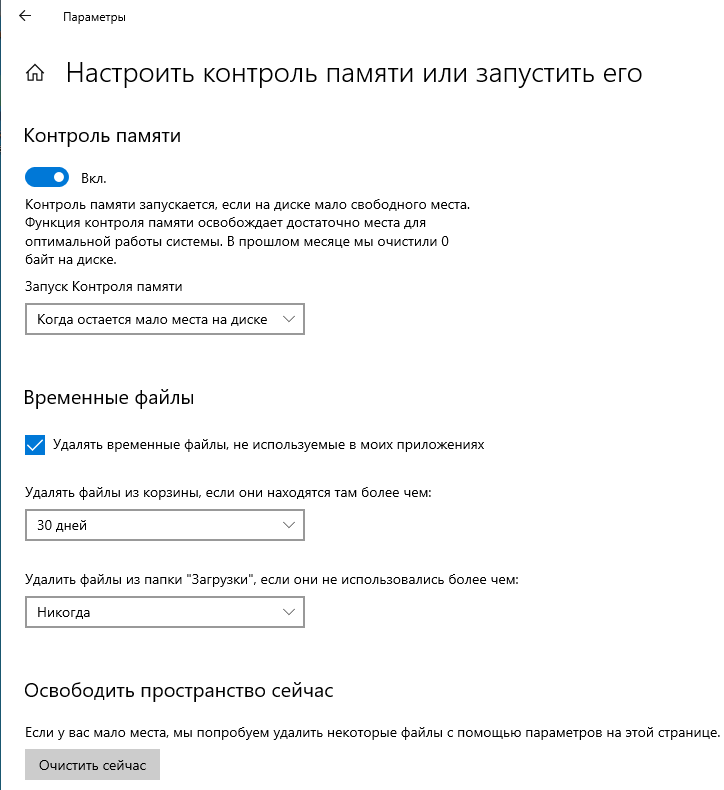 Параметры
Настроить контроль памяти или запустить его
Контроль памяти
Вкл.
Контроль памяти запускается, если на диске мало свободного места.
Функция контроля памяти освобождает достаточно места для
оптимальной работы системы. В прошлом месяце мы очистили 0
байт на диске.
Запуск Контроля памяти
Когда остается мало места на диске
Временные файлы
Удалять временные файлы, не используемые в моих приложениях
Удалять файлы из корзины, если они находятся там более чем:
30 дней
Удалить файлы из папки "Загрузки", если они не использовались более чем:
Никогда
Освободить пространство сейчас
Если у вас мало места, мы попробуем удалить некоторые файлы с помощью параметров на этой странице.
Очистить сейчас